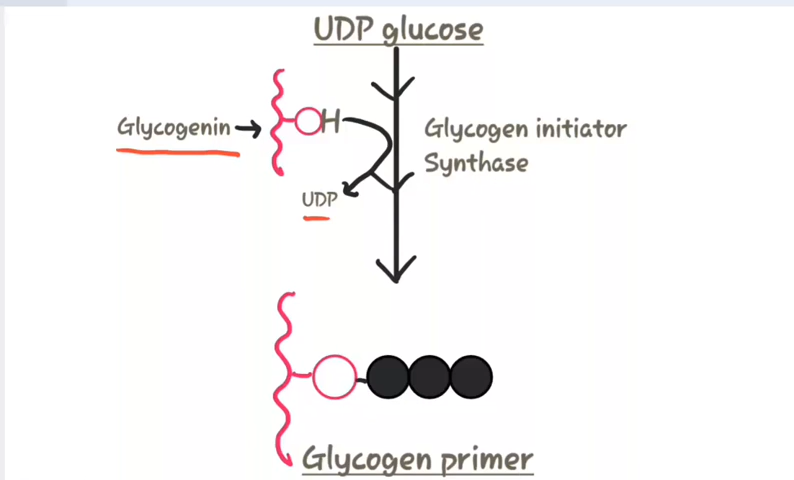 UDP glucose
Glycogenin
OH
Glycogen initiator
Synthase
UDP
Glycogen primer